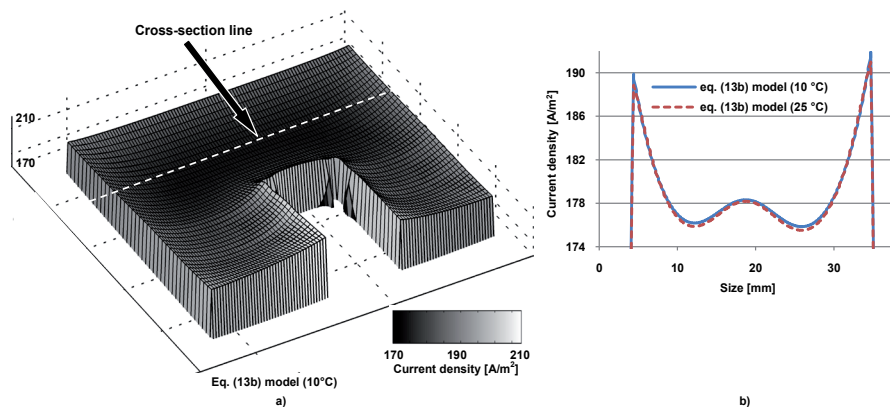 Cross-section line
210
170
170 190 210
Current density [A/m²]
Eq. (13b) model (10°C)
a)
190
186
182
178
174
Current density [A/m²]
eq. (13b) model (10 °C)
eq. (13b) model (25 °C)
0 10 20 30
Size [mm]
b)